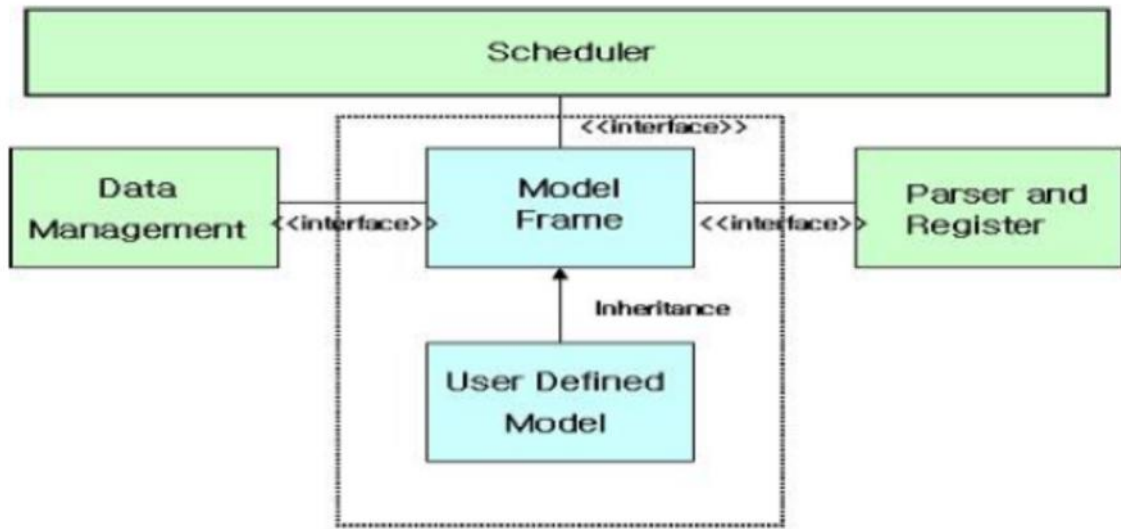 Scheduler
<<interface>>
Data
Management
<<interface>>
Model
Frame
<<interface>>
Parser and
Register
Inheritance
User Defined
Model